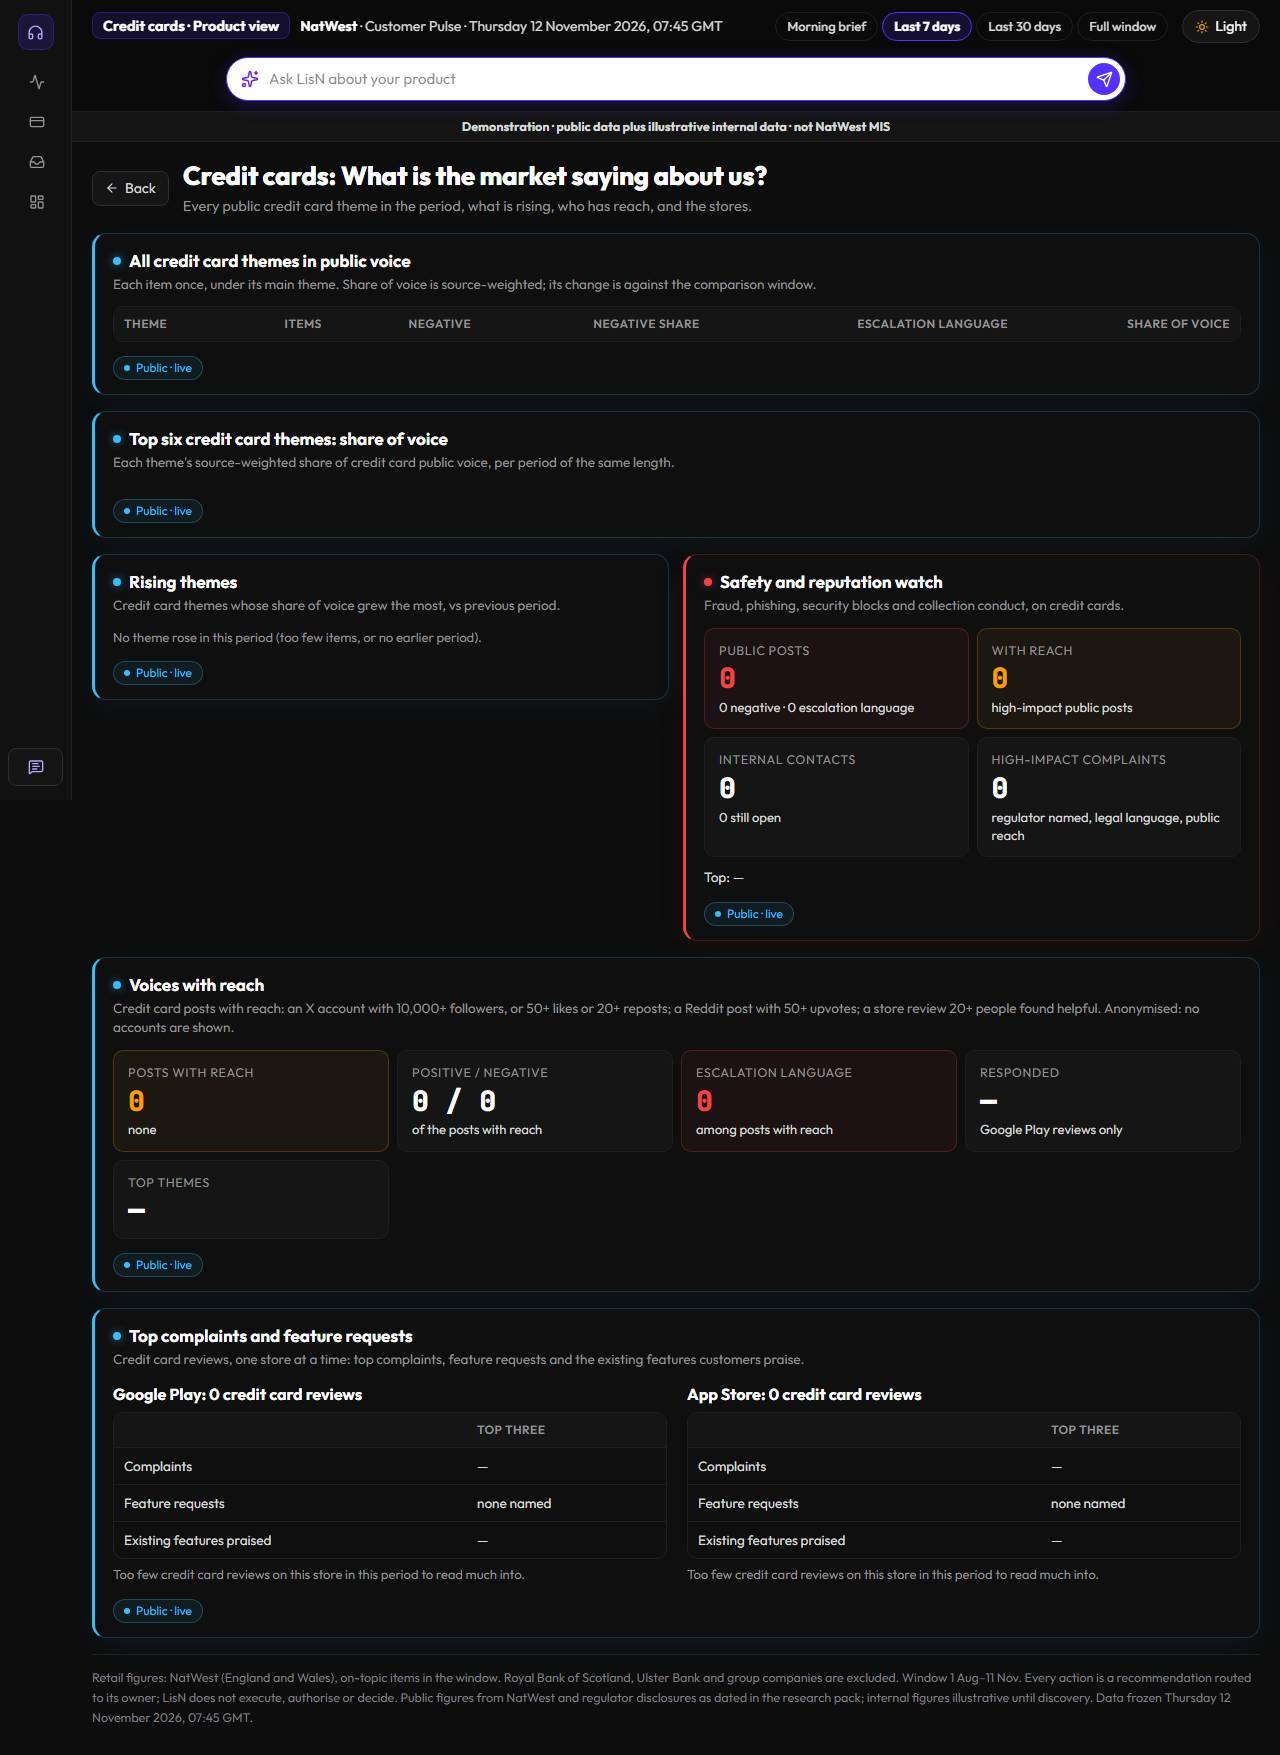 Credit cards · Product view
NatWest · Customer Pulse · Thursday 12 November 2026, 07:45 GMT
Morning brief
Last 7 days
Last 30 days
Full window
Light
Ask LisN about your product
Demonstration · public data plus illustrative internal data · not NatWest MIS
Back
Credit cards: What is the market saying about us?
Every public credit card theme in the period, what is rising, who has reach, and the stores.
All credit card themes in public voice
Each item once, under its main theme. Share of voice is source-weighted; its change is against the comparison window.
THEME ITEMS NEGATIVE NEGATIVE SHARE ESCALATION LANGUAGE SHARE OF VOICE
Public · live
Top six credit card themes: share of voice
Each theme's source-weighted share of credit card public voice, per period of the same length.
Public · live
Rising themes
Credit card themes whose share of voice grew the most, vs previous period.
No theme rose in this period (too few items, or no earlier period).
Public · live
Safety and reputation watch
Fraud, phishing, security blocks and collection conduct, on credit cards.
PUBLIC POSTS
0
0 negative · 0 escalation language
WITH REACH
0
high-impact public posts
INTERNAL CONTACTS
0
0 still open
HIGH-IMPACT COMPLAINTS
0
regulator named, legal language, public
reach
Top: —
Public · live
Voices with reach
Credit card posts with reach: an X account with 10,000+ followers, or 50+ likes or 20+ reposts; a Reddit post with 50+ upvotes; a store review 20+ people found helpful. Anonymised: no
accounts are shown.
POSTS WITH REACH
0
none
POSITIVE / NEGATIVE
0 / 0
of the posts with reach
ESCALATION LANGUAGE
0
among posts with reach
RESPONDED
—
Google Play reviews only
TOP THEMES
—
Public · live
Top complaints and feature requests
Credit card reviews, one store at a time: top complaints, feature requests and the existing features customers praise.
Google Play: 0 credit card reviews
TOP THREE
Complaints —
Feature requests none named
Existing features praised —
Too few credit card reviews on this store in this period to read much into.
App Store: 0 credit card reviews
TOP THREE
Complaints —
Feature requests none named
Existing features praised —
Too few credit card reviews on this store in this period to read much into.
Public · live
Retail figures: NatWest (England and Wales), on-topic items in the window. Royal Bank of Scotland, Ulster Bank and group companies are excluded. Window 1 Aug–11 Nov. Every action is a recommendation routed
to its owner; LisN does not execute, authorise or decide. Public figures from NatWest and regulator disclosures as dated in the research pack; internal figures illustrative until discovery. Data frozen Thursday 12
November 2026, 07:45 GMT.